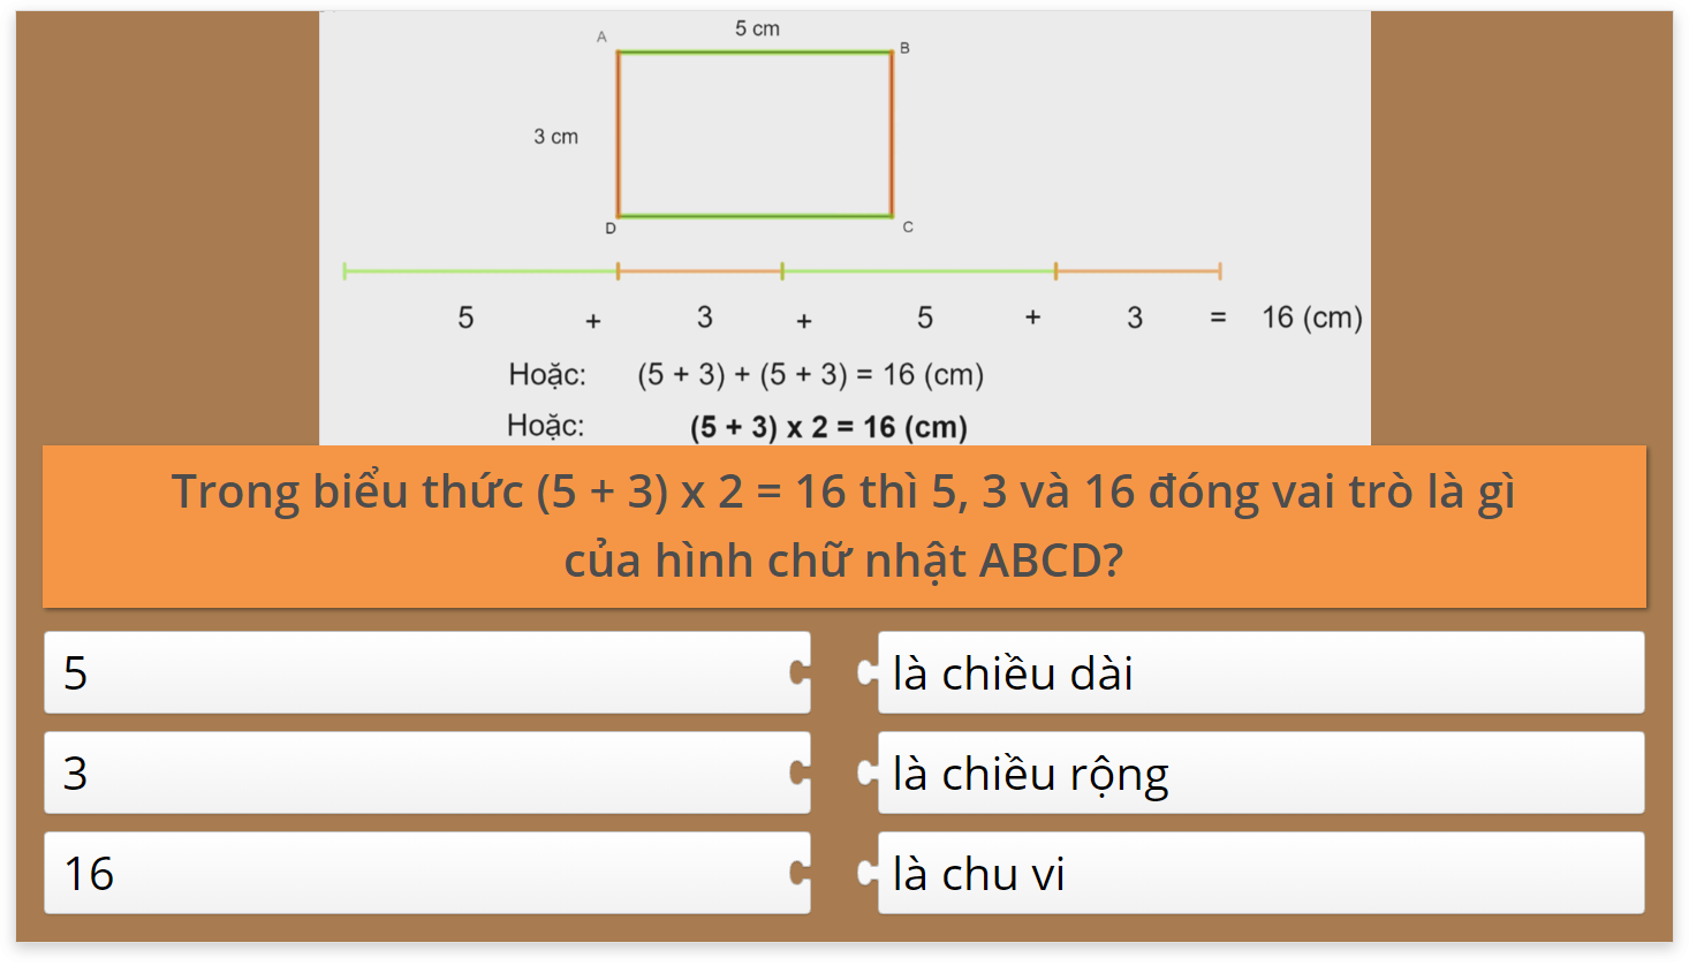 5 cm
A
B
3 cm
D
C
5 + 3 + 5 + 3 = 16 (cm)
Hoặc: (5 + 3) + (5 + 3) = 16 (cm)
Hoặc: (5 + 3) x 2 = 16 (cm)
Trong biểu thức (5 + 3) x 2 = 16 thì 5, 3 và 16 đóng vai trò là gì
của hình chữ nhật ABCD?
5
là chiều dài
3
là chiều rộng
16
là chu vi